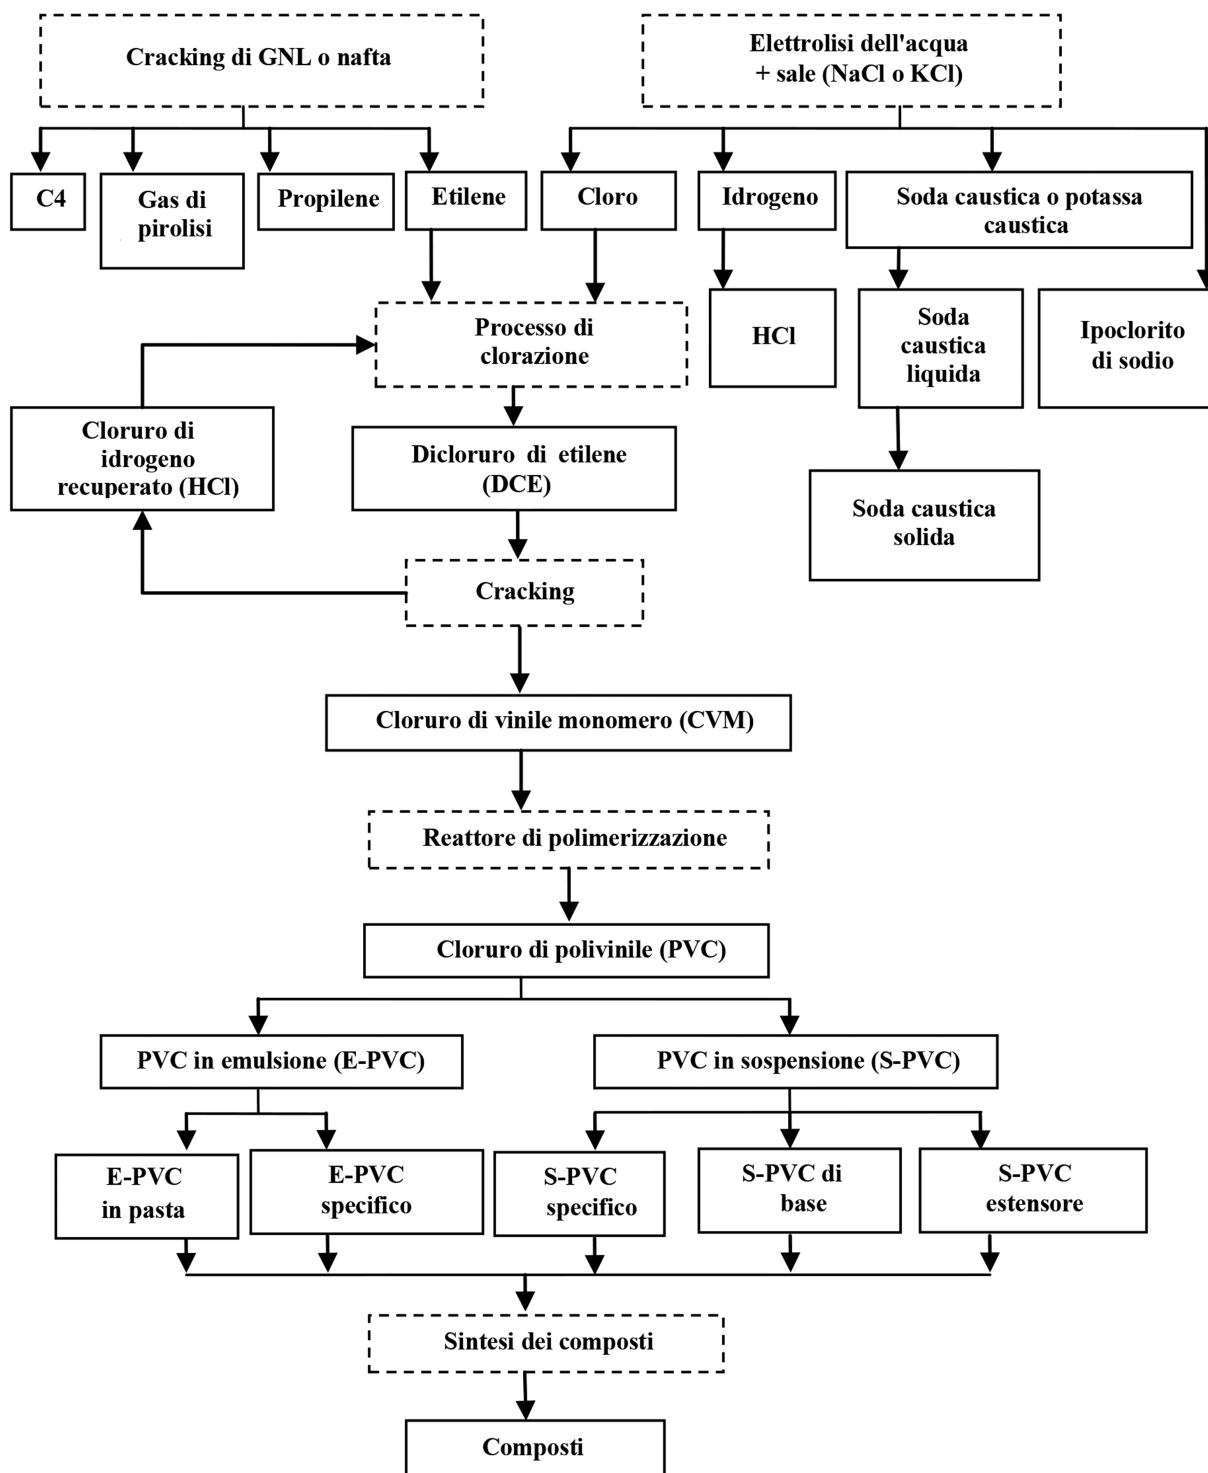 Cracking di GNL o nafta
Elettrolisi dell'acqua
+ sale (NaCl o KCl)
C4
Gas di
pirolisi
Propilene
Etilene
Cloro
Idrogeno
Soda caustica o potassa
caustica
Processo di
clorazione
HCl
Soda
caustica
liquida
Ipoclorito
di sodio
Cloruro di
idrogeno
recuperato (HCl)
Dicloruro di etilene
(DCE)
Soda caustica
solida
Cracking
Cloruro di vinile monomero (CVM)
Reattore di polimerizzazione
Cloruro di polivinile (PVC)
PVC in emulsione (E-PVC)
PVC in sospensione (S-PVC)
E-PVC
in pasta
E-PVC
specifico
S-PVC
specifico
S-PVC di
base
S-PVC
estensore
Sintesi dei composti
Composti